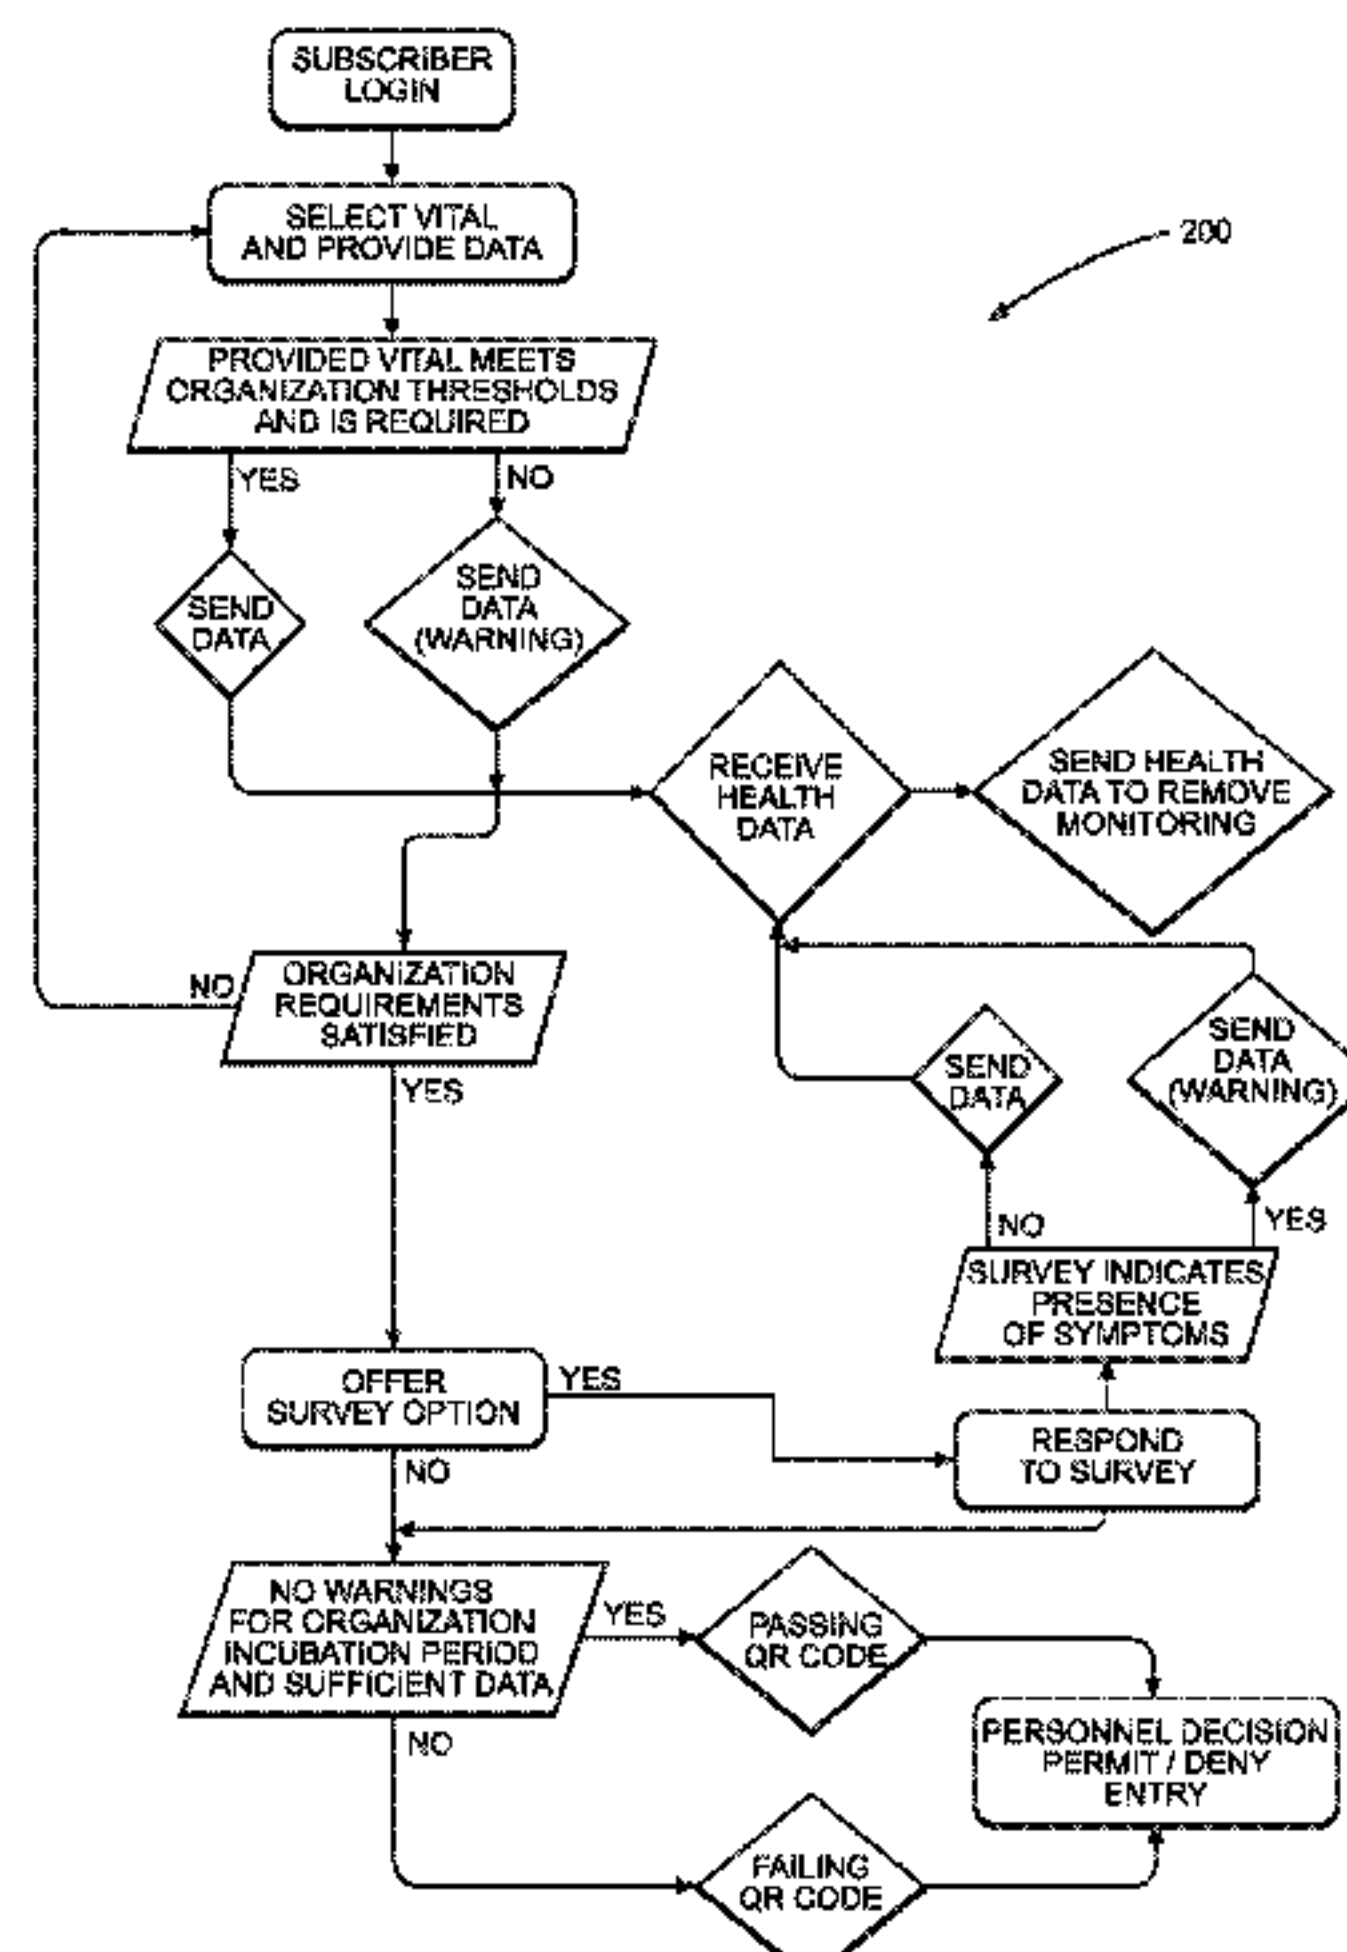 SUBSCRIBER
LOGIN
SELECT VITAL
AND PROVIDE DATA
200
PROVIDED VITAL MEETS
ORGANIZATION THRESHOLDS
AND IS REQUIRED
YES
NO
SEND
DATA
SEND
DATA
(WARNING)
RECEIVE
HEALTH
DATA
SEND HEALTH
DATA TO REMOVE
MONITORING
NO
ORGANIZATION
REQUIREMENTS
SATISFIED
YES
SEND
DATA
SEND
DATA
(WARNING)
NO
YES
SURVEY INDICATES
PRESENCE
OF SYMPTOMS
OFFER
SURVEY OPTION
YES
NO
RESPOND
TO SURVEY
NO WARNINGS
FOR ORGANIZATION
INCUBATION PERIOD
AND SUFFICIENT DATA
YES
NO
PASSING
QR CODE
PERSONNEL DECISION
PERMIT / DENY
ENTRY
FAILING
QR CODE